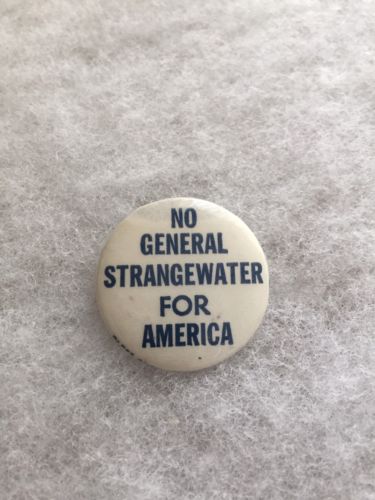 NO
GENERAL
STRANGEWATER
FOR
AMERICA